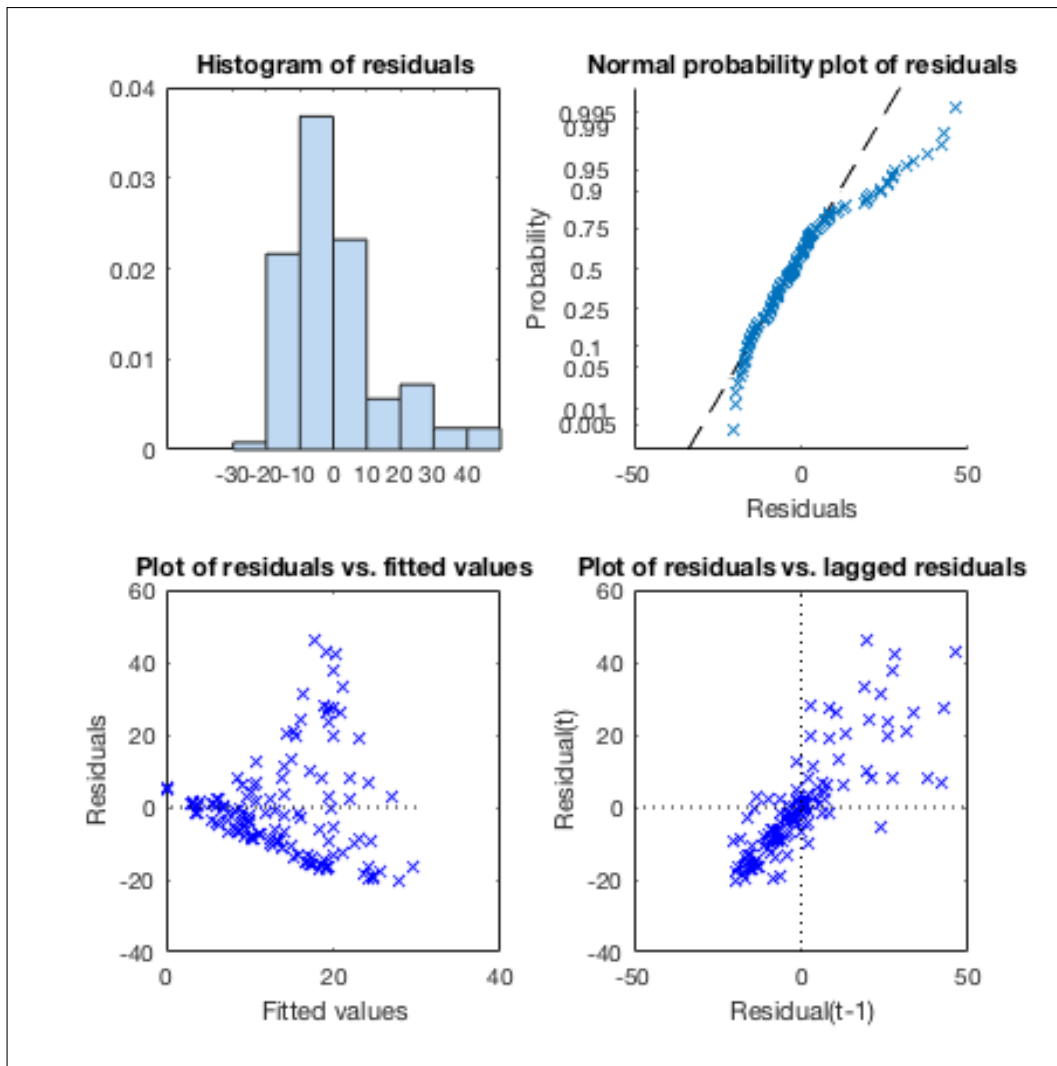 Histogram of residuals
0.04
0.03
0.02
0.01
0
-30 -20 -10 0 10 20 30 40
Normal probability plot of residuals
0.995
0.99
0.95
0.9
0.75
0.5
0.25
0.1
0.05
0.01
0.005
Probability
-50 0 50
Residuals
Plot of residuals vs. fitted values
60
40
20
0
-20
-40
Residuals
0 20 40
Fitted values
Plot of residuals vs. lagged residuals
60
40
20
0
-20
-40
Residual(t)
-50 0 50
Residual(t-1)